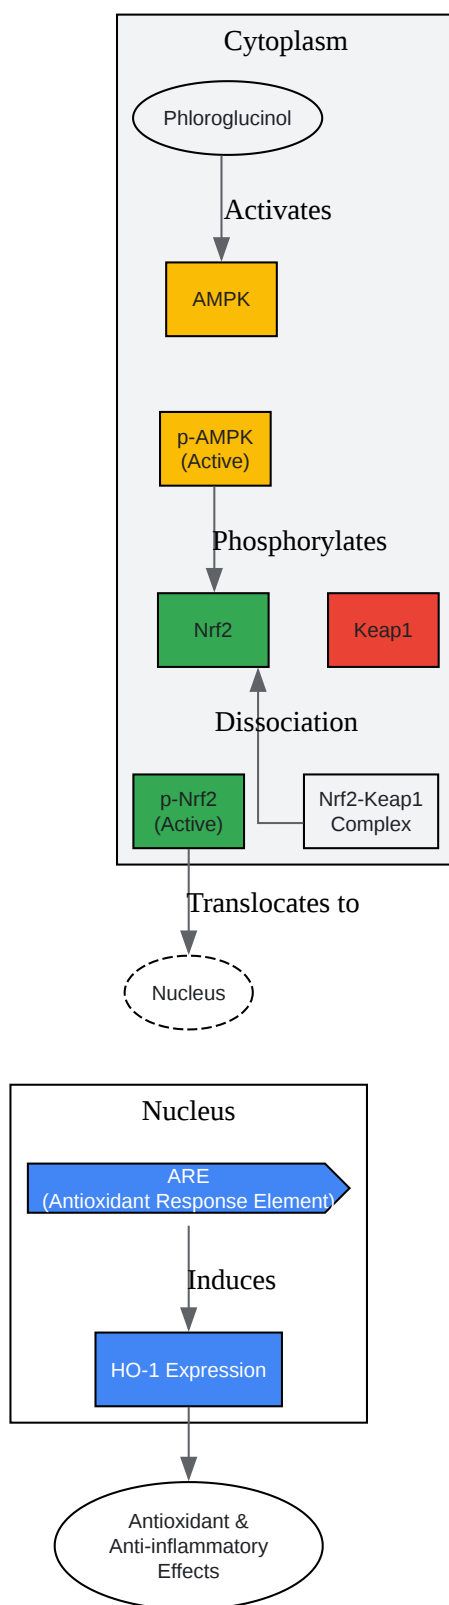 Cytoplasm
Phloroglucinol
Activates
AMPK
p-AMPK
(Active)
Phosphorylates
Nrf2
Keap1
Dissociation
p-Nrf2
(Active)
Nrf2-Keap1
Complex
Translocates to
Nucleus
Nucleus
ARE
(Antioxidant Response Element)
Induces
HO-1 Expression
Antioxidant &
Anti-inflammatory
Effects